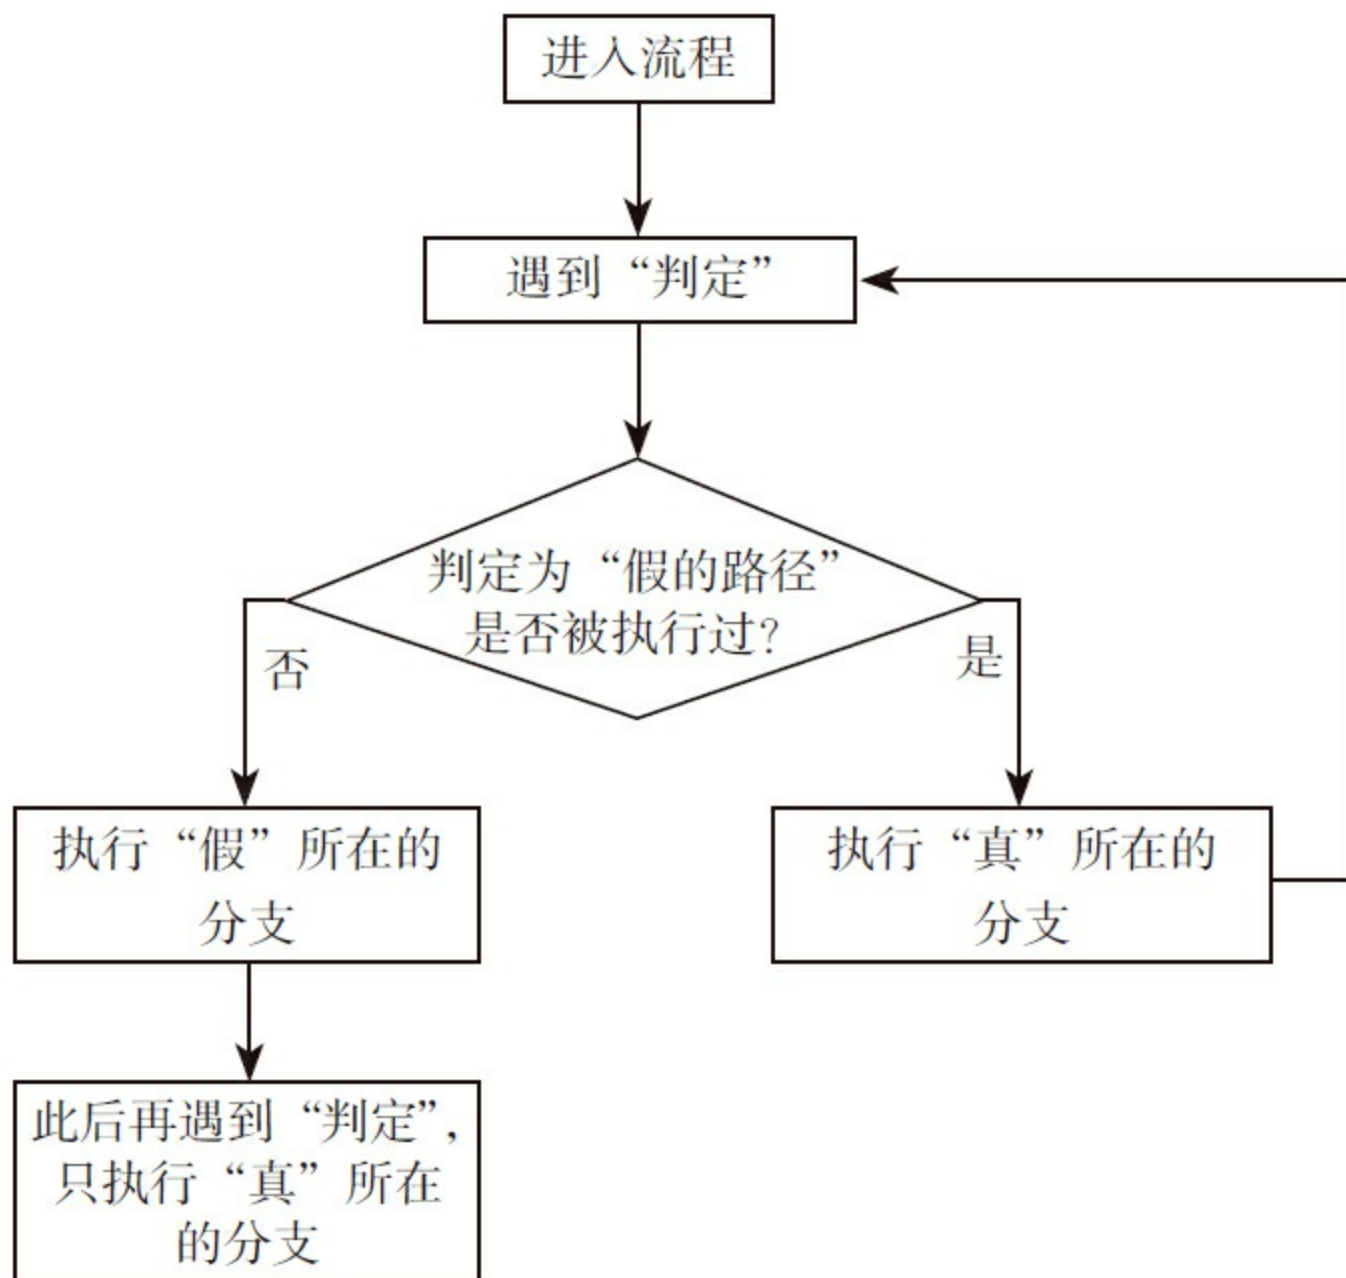 进入流程
遇到“判定”
判定为“假的路径”
是否被执行过？
否
是
执行“假”所在的
分支
执行“真”所在的
分支
此后再遇到“判定”，
只执行“真”所在
的分支